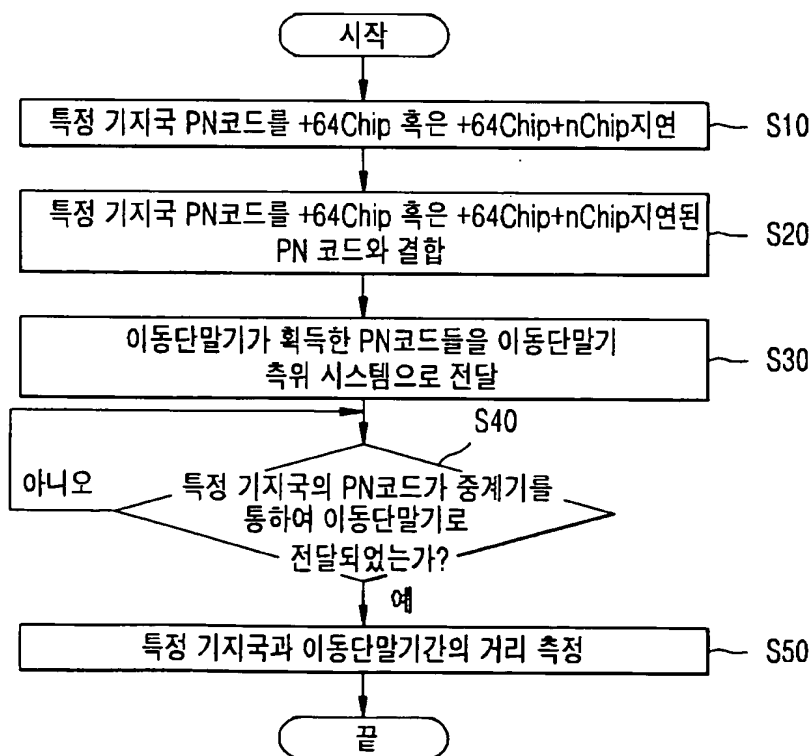 시작
특정 기지국 PN코드를 +64Chip 혹은 +64Chip+nChip지연
S10
특정 기지국 PN코드를 +64Chip 혹은 +64Chip+nChip지연된
PN 코드와 결합
S20
이동단말기가 획득한 PN코드들을 이동단말기
측위 시스템으로 전달
S30
S40
아니오
특정 기지국의 PN코드가 중계기를
통하여 이동단말기로
전달되었는가?
예
특정 기지국과 이동단말기간의 거리 측정
S50
끝